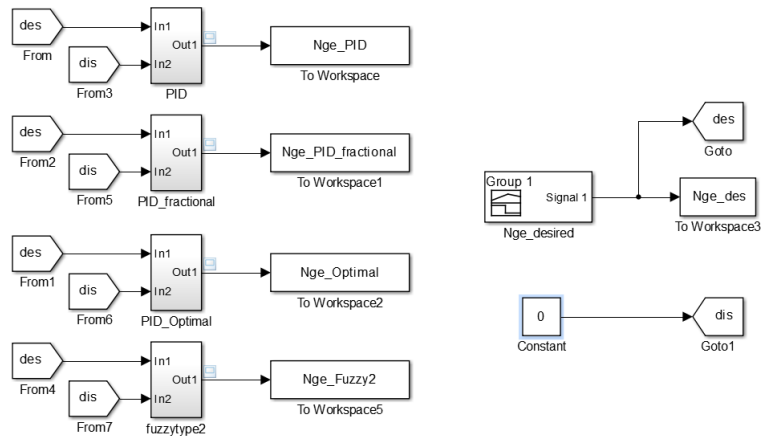 des
From
dis
From3
In1
In2
Out1
PID
Nge_PID
To Workspace
des
From2
dis
From5
In1
In2
Out1
PID_fractional
Nge_PID_fractional
To Workspace1
des
From1
dis
From6
In1
In2
Out1
PID_Optimal
Nge_Optimal
To Workspace2
des
From4
dis
From7
In1
In2
Out1
fuzzytype2
Nge_Fuzzy2
To Workspace5
Group 1
Signal 1
Nge_desired
des
Goto
Nge_des
To Workspace3
0
Constant
dis
Goto1